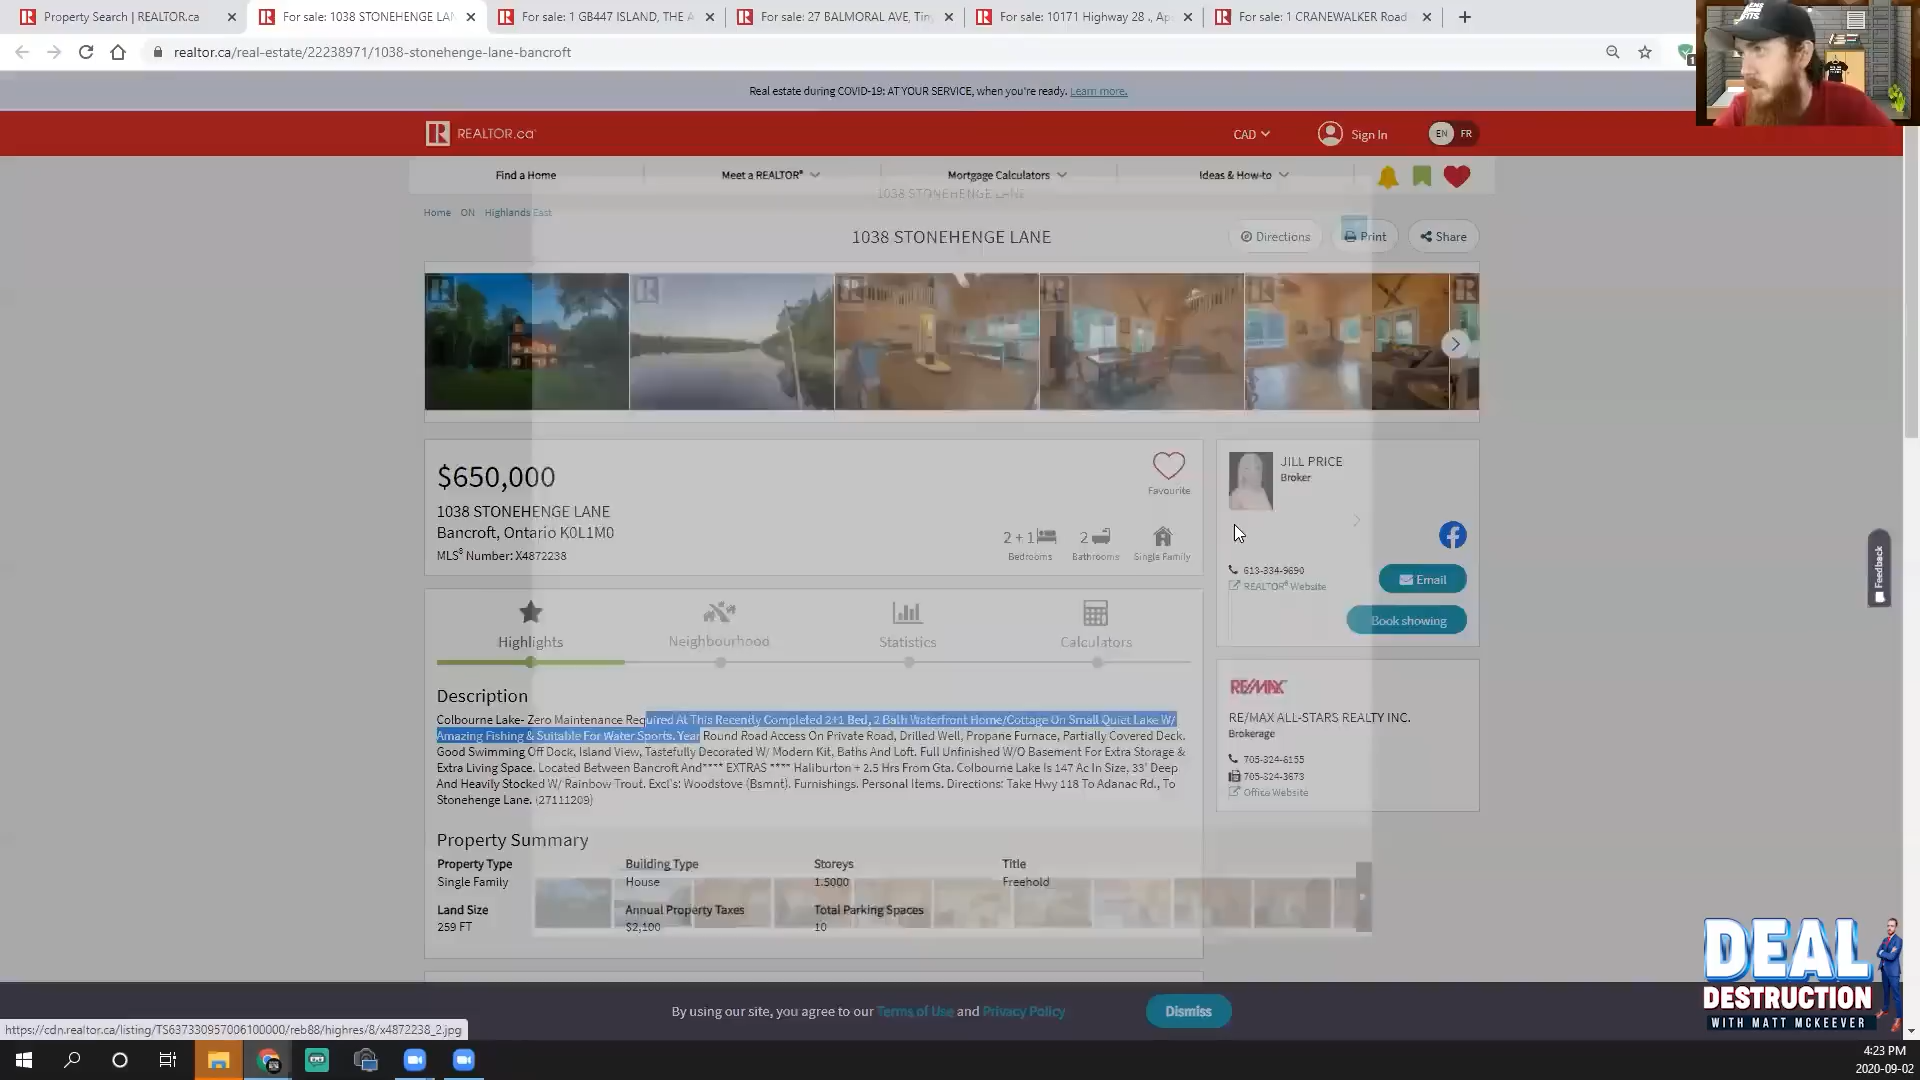 Property Search | REALTOR.ca
For sale: 1038 STONEHENGE LAN
For sale: 1 GB447 ISLAND, THE A
For sale: 27 BALMORAL AVE, Tin
For sale: 10171 Highway 28 ., Ap
For sale: 1 CRANEWALKER Road
realtor.ca/real-estate/22238971/1038-stonehenge-lane-bancroft
Real estate during COVID-19: AT YOUR SERVICE, when you're ready. Learn more.
REALTOR.ca
CAD
Sign In
EN FR
Find a Home
Meet a REALTOR®
Mortgage Calculators
Ideas & How-to
1038 STONEHENGE LANE
Home ON Highlands East
1038 STONEHENGE LANE
Directions
Print
Share
$650,000
Favourite
1038 STONEHENGE LANE
Bancroft, Ontario K0L1M0
MLS® Number: X4872238
2 + 1
Bedrooms
2
Bathrooms
Single Family
JILL PRICE
Broker
613-334-9690
REALTOR® Website
Email
Book showing
Highlights
Neighbourhood
Statistics
Calculators
RE/MAX
RE/MAX ALL-STARS REALTY INC.
Brokerage
705-324-6155
705-324-3673
Office Website
Description
Colbourne Lake- Zero Maintenance Required At This Recently Completed 2+1 Bed, 2 Bath Waterfront Home/Cottage On Small Quiet Lake W/
Amazing Fishing & Suitable For Water Sports. Year Round Road Access On Private Road, Drilled Well, Propane Furnace, Partially Covered Deck.
Good Swimming Off Dock, Island View, Tastefully Decorated W/ Modern Kit, Baths And Loft. Full Unfinished W/O Basement For Extra Storage &
Extra Living Space. Located Between Bancroft And**** EXTRAS **** Haliburton + 2.5 Hrs From Gta. Colbourne Lake Is 147 Ac In Size, 33' Deep
And Heavily Stocked W/ Rainbow Trout. Excl's: Woodstove (Bsmnt). Furnishings. Personal Items. Directions: Take Hwy 118 To Adanac Rd., To
Stonehenge Lane. (27111209)
Property Summary
Property Type
Single Family
Building Type
House
Storeys
1.5000
Title
Freehold
Land Size
259 FT
Annual Property Taxes
$2,100
Total Parking Spaces
10
Feedback
DEAL
DESTRUCTION
WITH MATT MCKEEVER
By using our site, you agree to our Terms of Use and Privacy Policy
Dismiss
https://cdn.realtor.ca/listing/TS637330957006100000/reb88/highres/8/x4872238_2.jpg
4:23 PM
2020-09-02